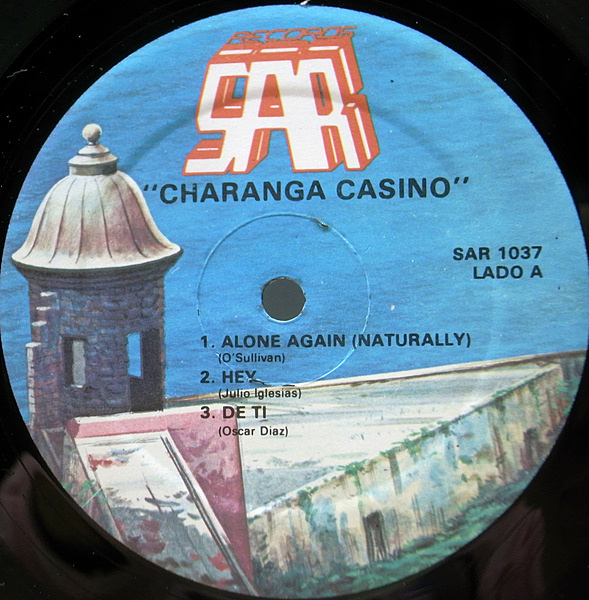 RECORDS
SAR
"CHARANGA CASINO"
SAR 1037
LADO A
1. ALONE AGAIN (NATURALLY)
(O'Sullivan)
2. HEY
(Julio Iglesias)
3. DE TI
(Oscar Diaz)